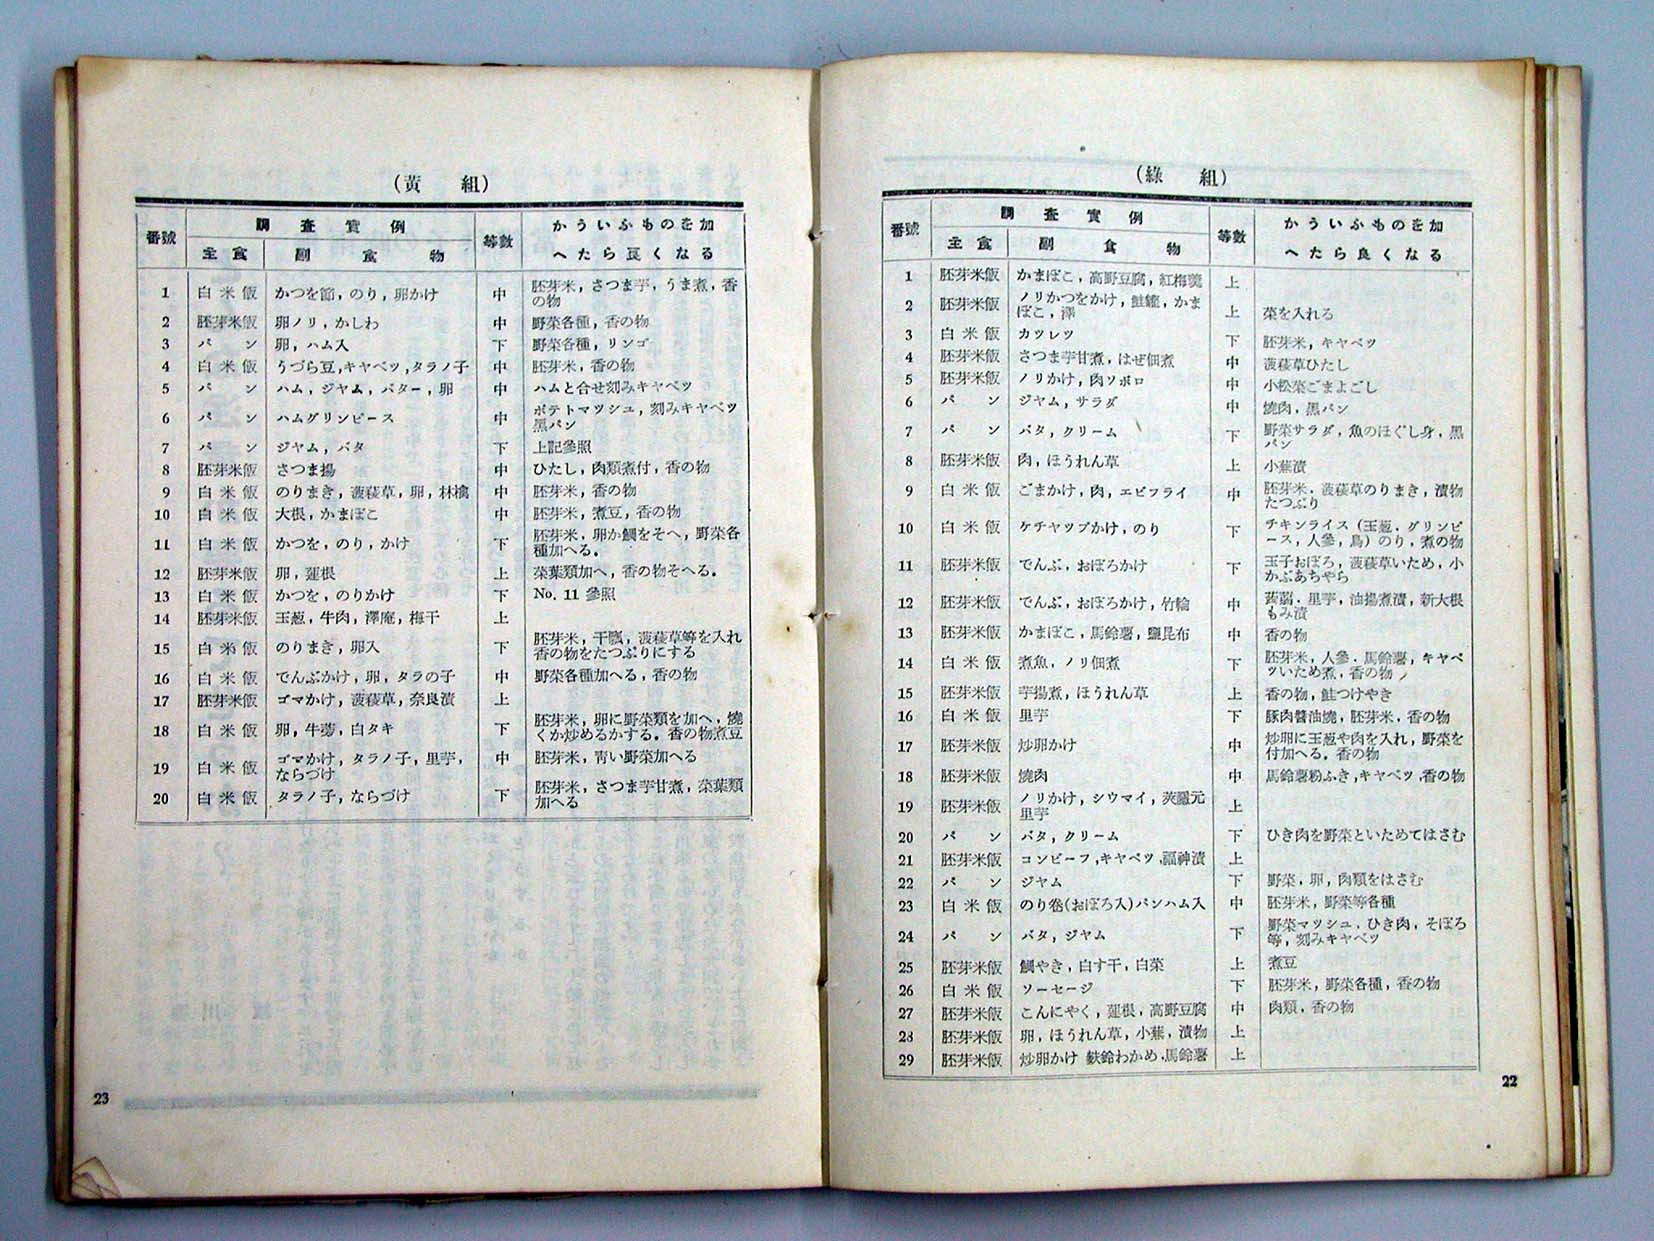 (綠　組)
番號　調査實例　等數　かういふものを加へたら良くなる
主食　副食物
1　胚芽米飯　かまぼこ，高野豆腐，紅梅羹　上
2　胚芽米飯　ノリかつをかけ，鮭罐，かまぼこ，澤　上　菜を入れる
3　白米飯　カツレツ　下　胚芽米，キヤベツ
4　胚芽米飯　さつま芋甘煮，はぜ佃煮　中　菠薐草ひたし
5　胚芽米飯　ノリかけ，肉ソボロ　中　小松菜ごまよごし
6　パン　ジヤム，サラダ　中　燒肉，黑パン
7　パン　バタ，クリーム　下　野菜サラダ，魚のほぐし身，黑パン
8　胚芽米飯　肉，ほうれん草　上　小蕪漬
9　白米飯　ごまかけ，肉，エビフライ　中　胚芽米．菠薐草のりまき，漬物たつぷり
10　白米飯　ケチヤツプかけ，のり　下　チキンライス（玉葱．グリンピース，人參，鳥）のり，煮の物
11　胚芽米飯　でんぶ，おぼろかけ　下　玉子おぼろ，菠薐草いため，小かぶあちやら
12　胚芽米飯　でんぶ，おぼろかけ，竹輪　中　蒟蒻．里芋，油揚煮漬，新大根もみ漬
13　胚芽米飯　かまぼこ，馬鈴薯，鹽昆布　中　香の物
14　白米飯　煮魚，ノリ佃煮　下　胚芽米，人參．馬鈴薯，キヤベツいため煮，香の物
15　胚芽米飯　芋揚煮，ほうれん草　上　香の物，鮭つけやき
16　白米飯　里芋　下　豚肉醬油燒，胚芽米，香の物
17　胚芽米飯　炒卵かけ　中　炒卵に玉葱や肉を入れ，野菜を付加へる．香の物
18　胚芽米飯　燒肉　中　馬鈴薯粉ふき,キヤベツ,香の物
19　胚芽米飯　ノリかけ，シウマイ，莢隱元里芋　上
20　パン　バタ，クリーム　下　ひき肉を野菜といためてはさむ
21　胚芽米飯　コンビーフ,キヤベツ,福神漬　上
22　パン　ジヤム　下　野菜，卵，肉類をはさむ
23　白米飯　のり卷(おぼろ入)パンハム入　中　胚芽米，野菜等各種
24　パン　バタ，ジヤム　下　野菜マツシユ，ひき肉，そぼろ等，刻みキヤベツ
25　胚芽米飯　鯛やき，白す干，白菜　上　煮豆
26　白米飯　ソーセージ　下　胚芽米，野菜各種，香の物
27　胚芽米飯　こんにやく，蓮根，高野豆腐　中　肉類，香の物
28　胚芽米飯　卵，ほうれん草，小蕪，漬物　上
29　胚芽米飯　炒卵かけ　麩鈴わかめ,馬鈴薯　上
22
(黃　組)
番號　調査實例　等數　かういふものを加へたら良くなる
主食　副食物
1　白米飯　かつを節，のり，卵かけ　中　胚芽米，さつま芋，うま煮，香の物
2　胚芽米飯　卵ノリ，かしわ　中　野菜各種，香の物
3　パン　卵，ハム入　下　野菜各種，リンゴ
4　白米飯　うづら豆,キヤベツ,タラノ子　中　胚芽米，香の物
5　パン　ハム，ジヤム，バター，卵　中　ハムと合せ刻みキヤベツ
6　パン　ハムグリンピース　中　ポテトマツシユ，刻みキヤベツ黑パン
7　パン　ジヤム，バタ　下　上記參照
8　胚芽米飯　さつま揚　中　ひたし，肉類煮付，香の物
9　白米飯　のりまき，菠薐草，卵，林檎　中　胚芽米，香の物
10　白米飯　大根，かまぼこ　中　胚芽米，煮豆，香の物
11　白米飯　かつを，のり，かけ　下　胚芽米，卵か鯛をそへ，野菜各種加へる。
12　胚芽米飯　卵，蓮根　上　菜葉類加へ，香の物そへる。
13　白米飯　かつを，のりかけ　下　No. 11 參照
14　胚芽米飯　玉葱，牛肉，澤庵，梅干　上
15　白米飯　のりまき，卵入　下　胚芽米，干瓢，菠薐草等を入れ香の物をたつぷりにする
16　白米飯　でんぶかけ，卵，タラの子　中　野菜各種加へる，香の物
17　胚芽米飯　ゴマかけ，菠薐草，奈良漬　上
18　白米飯　卵，牛蒡，白タキ　下　胚芽米，卵に野菜類を加へ，燒くか炒めるかする。香の物煮豆
19　白米飯　ゴマかけ，タラノ子，里芋，ならづけ　中　胚芽米，靑い野菜加へる
20　白米飯　タラノ子，ならづけ　下　胚芽米，さつま芋甘煮，菜葉類加へる
23